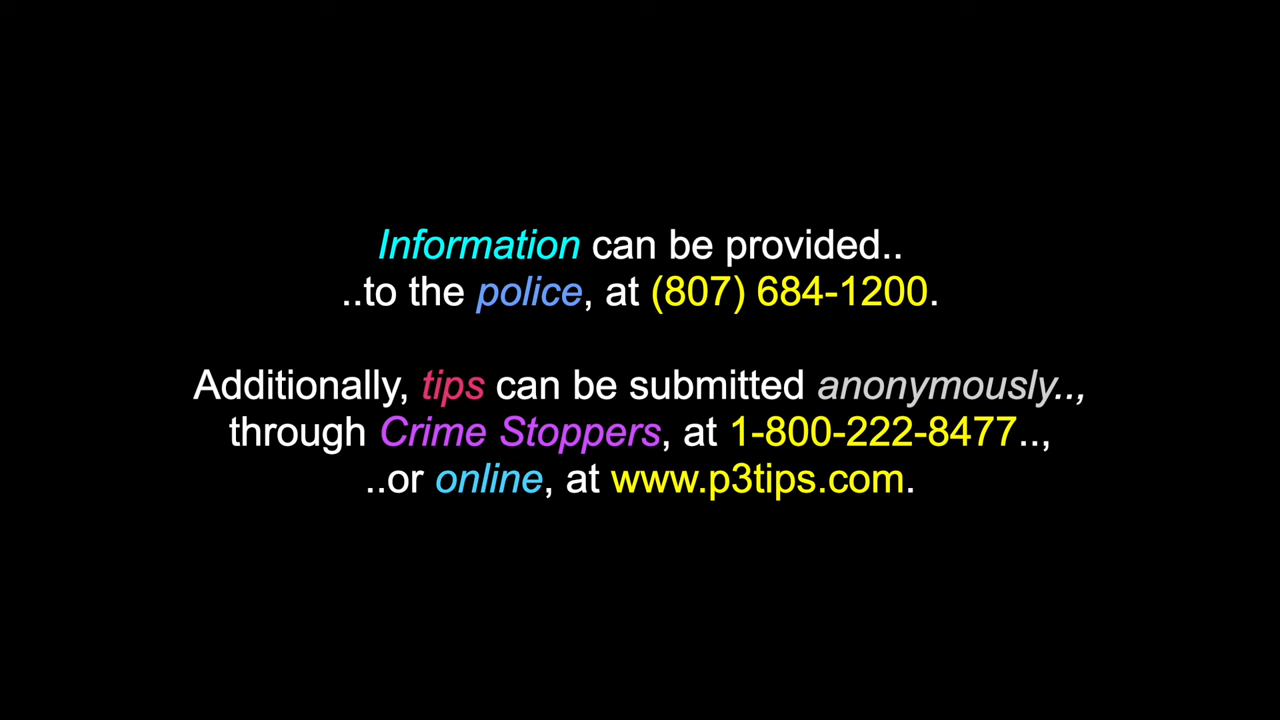 Information can be provided..
..to the police, at (807) 684-1200.
Additionally, tips can be submitted anonymously..,
through Crime Stoppers, at 1-800-222-8477..,
..or online, at www.p3tips.com.